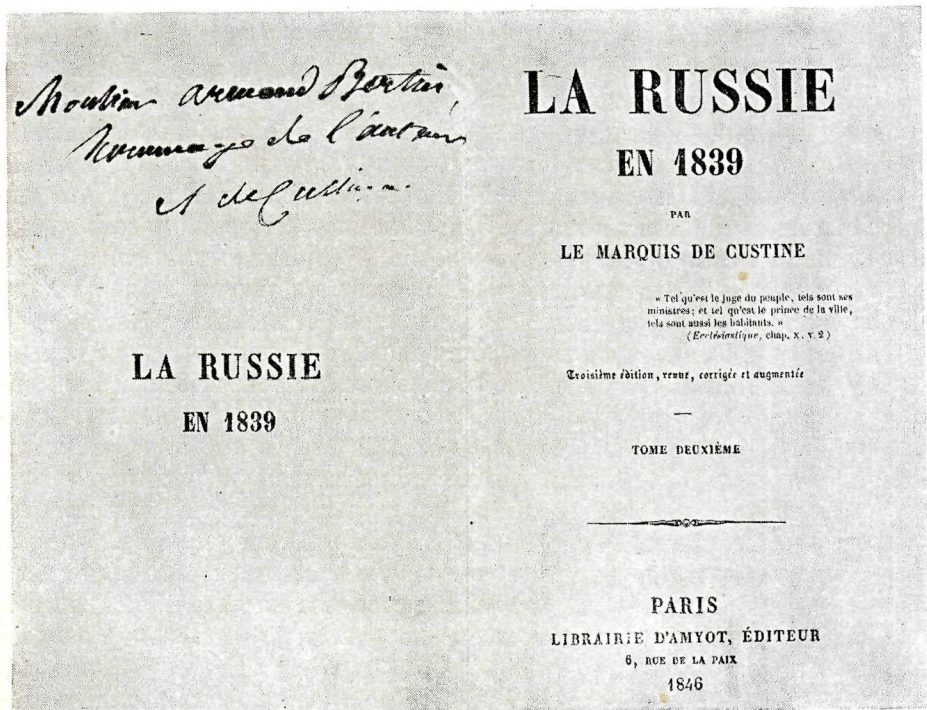 Monsieur Armand Bertin
hommage de l'auteur
A de Custine
LA RUSSIE
EN 1839
LA RUSSIE
EN 1839
PAR
LE MARQUIS DE CUSTINE
« Tel qu'est le juge du peuple, tels sont ses
ministres; et tel qu'est le prince de la ville,
tels sont aussi les habitants. »
(Ecclésiastique, chap. X. v. 2)
Troisième édition, revue, corrigée et augmentée
TOME DEUXIÈME
PARIS
LIBRAIRIE D'AMYOT, ÉDITEUR
6, RUE DE LA PAIX
1846